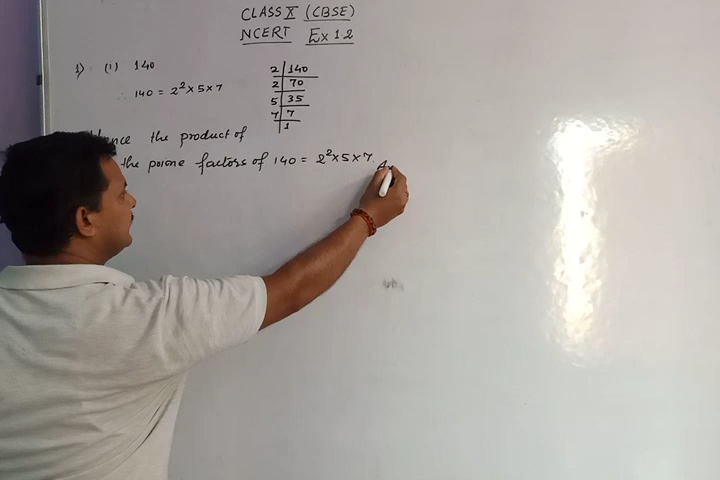 CLASS X (CBSE)
NCERT Ex 1.2
1) (i) 140
∴ 140 = 2² × 5 × 7
2 | 140
2 | 70
5 | 35
7 | 7
1
Hence the product of
the prime factors of 140 = 2² × 5 × 7.